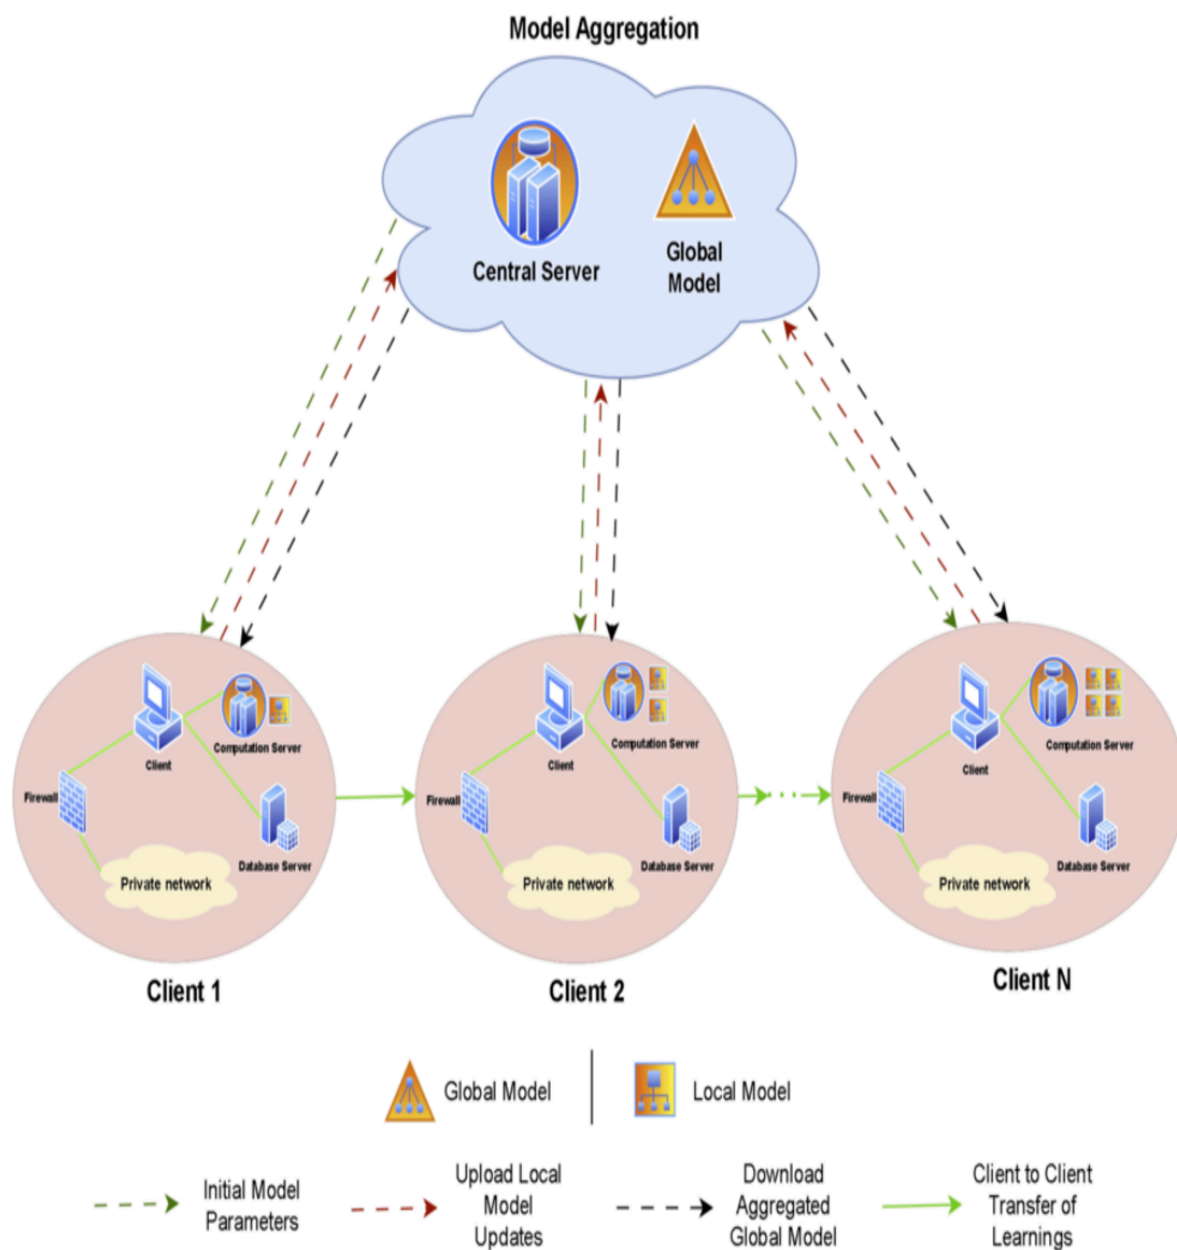 Model Aggregation
Central Server
Global
Model
Client
Computation Server
Firewall
Database Server
Private network
Client 1
Client
Computation Server
Firewall
Database Server
Private network
Client 2
Client
Computation Server
Firewall
Database Server
Private network
Client N
Global Model
Local Model
Initial Model
Parameters
Upload Local
Model
Updates
Download
Aggregated
Global Model
Client to Client
Transfer of
Learnings